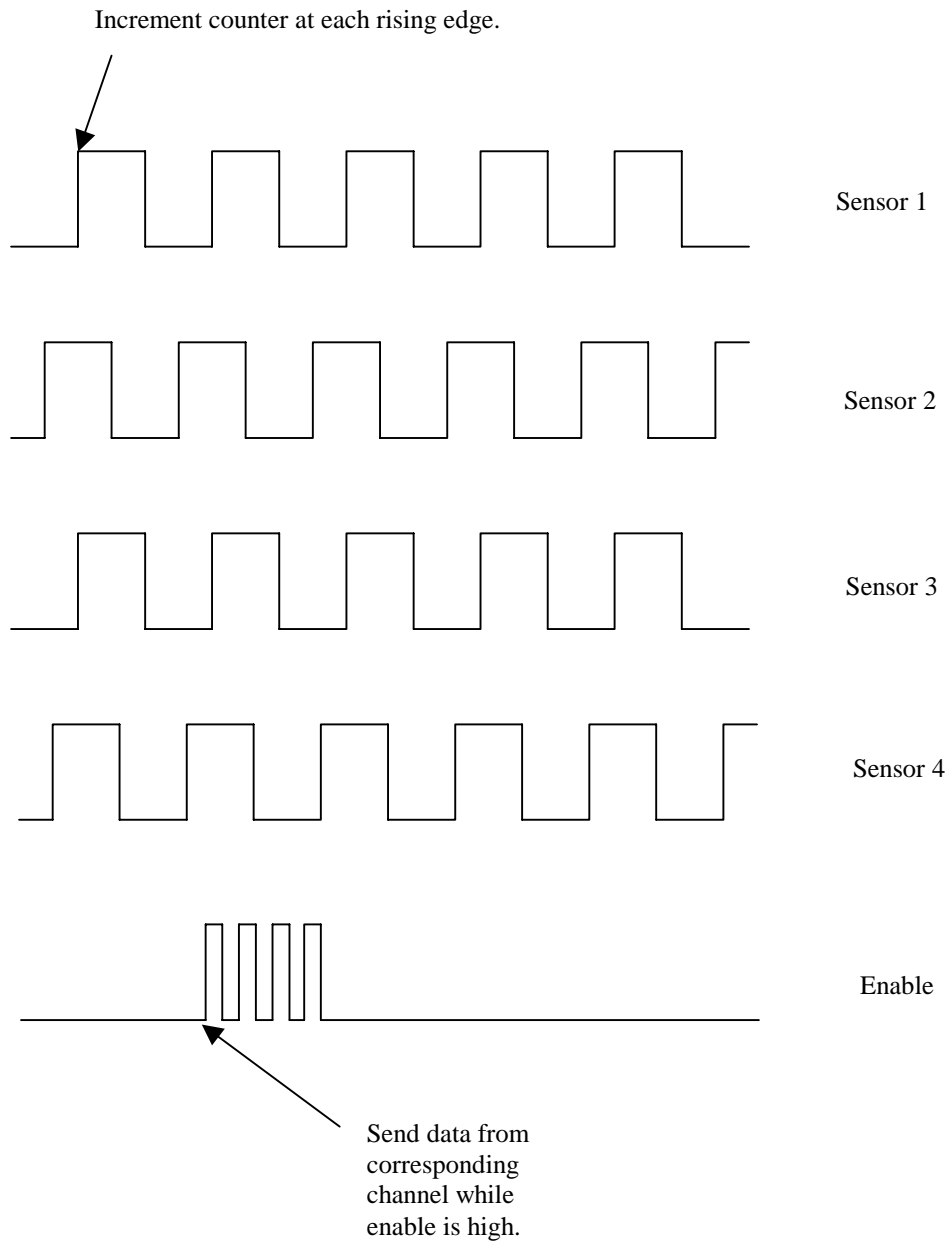 Increment counter at each rising edge.
Sensor 1
Sensor 2
Sensor 3
Sensor 4
Enable
Send data from
corresponding
channel while
enable is high.